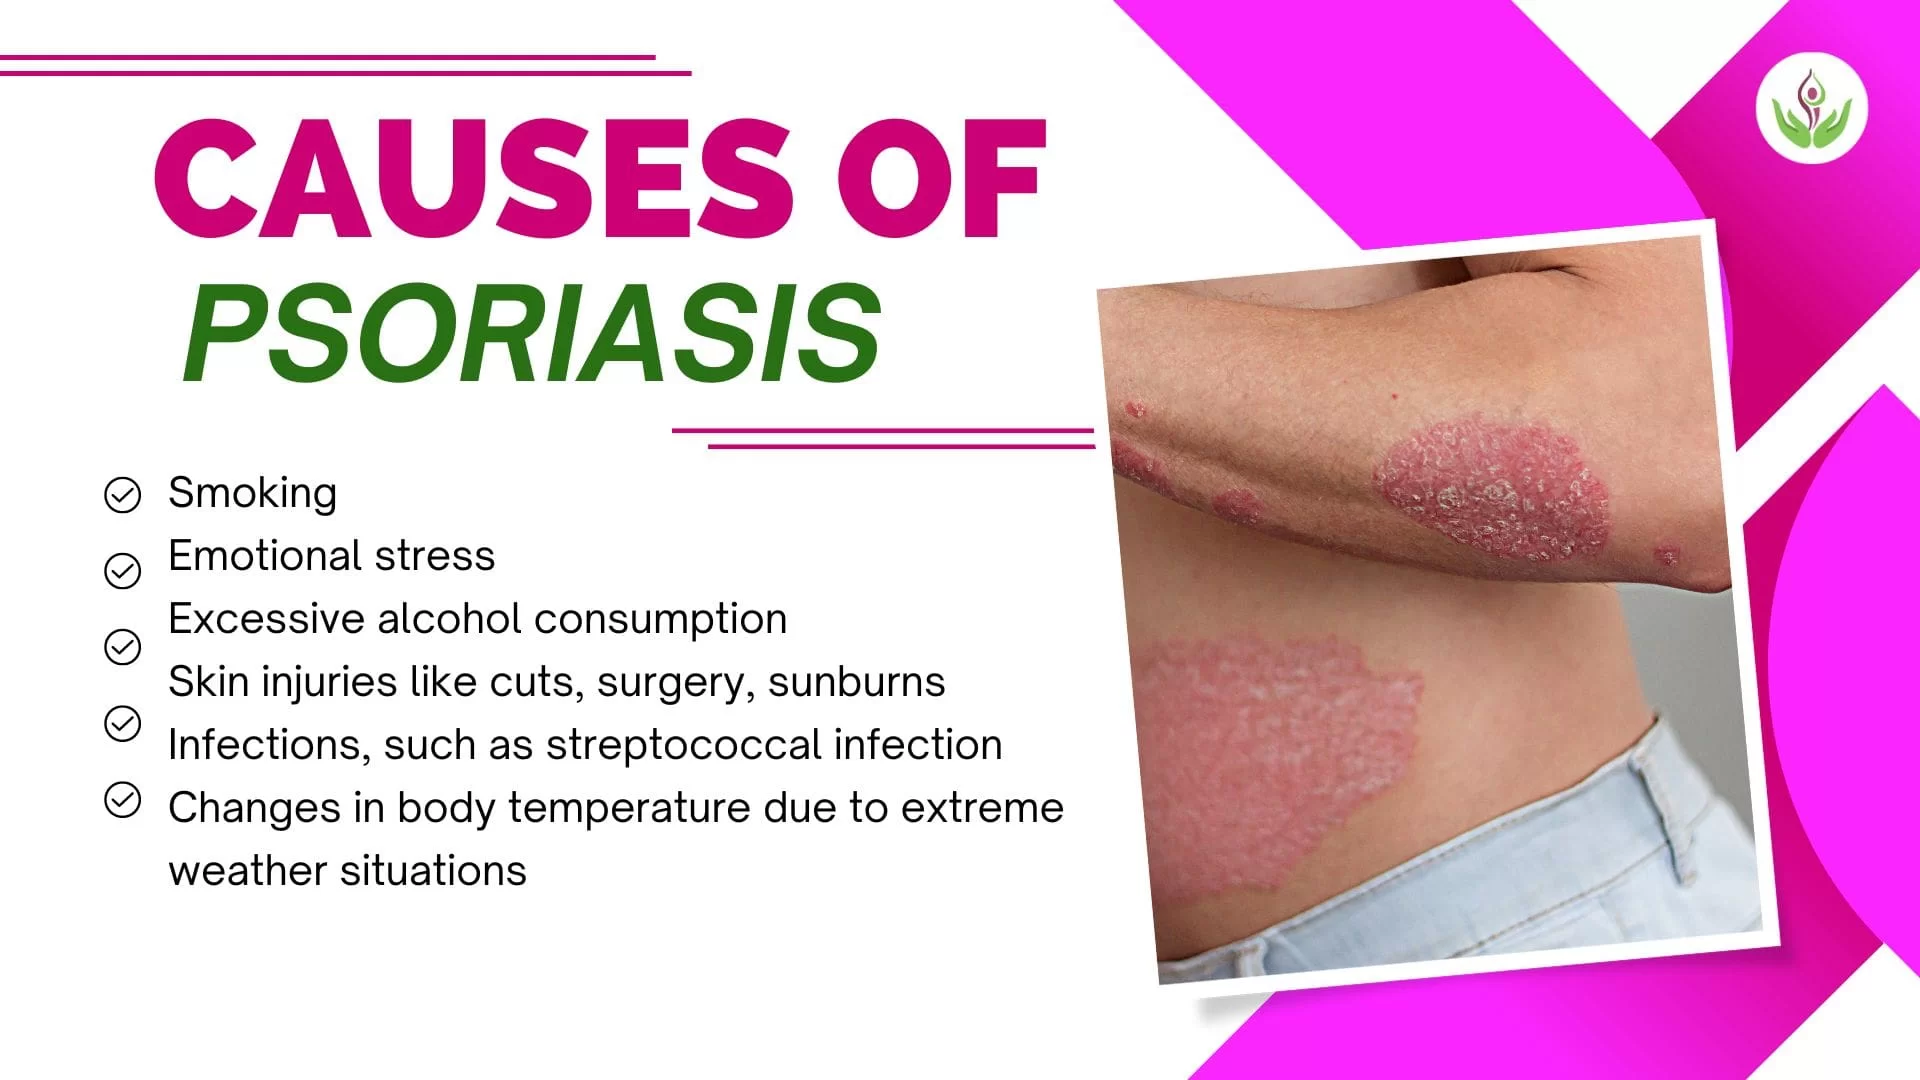 CAUSES OF
PSORIASIS
Smoking
Emotional stress
Excessive alcohol consumption
Skin injuries like cuts, surgery, sunburns
Infections, such as streptococcal infection
Changes in body temperature due to extreme
weather situations